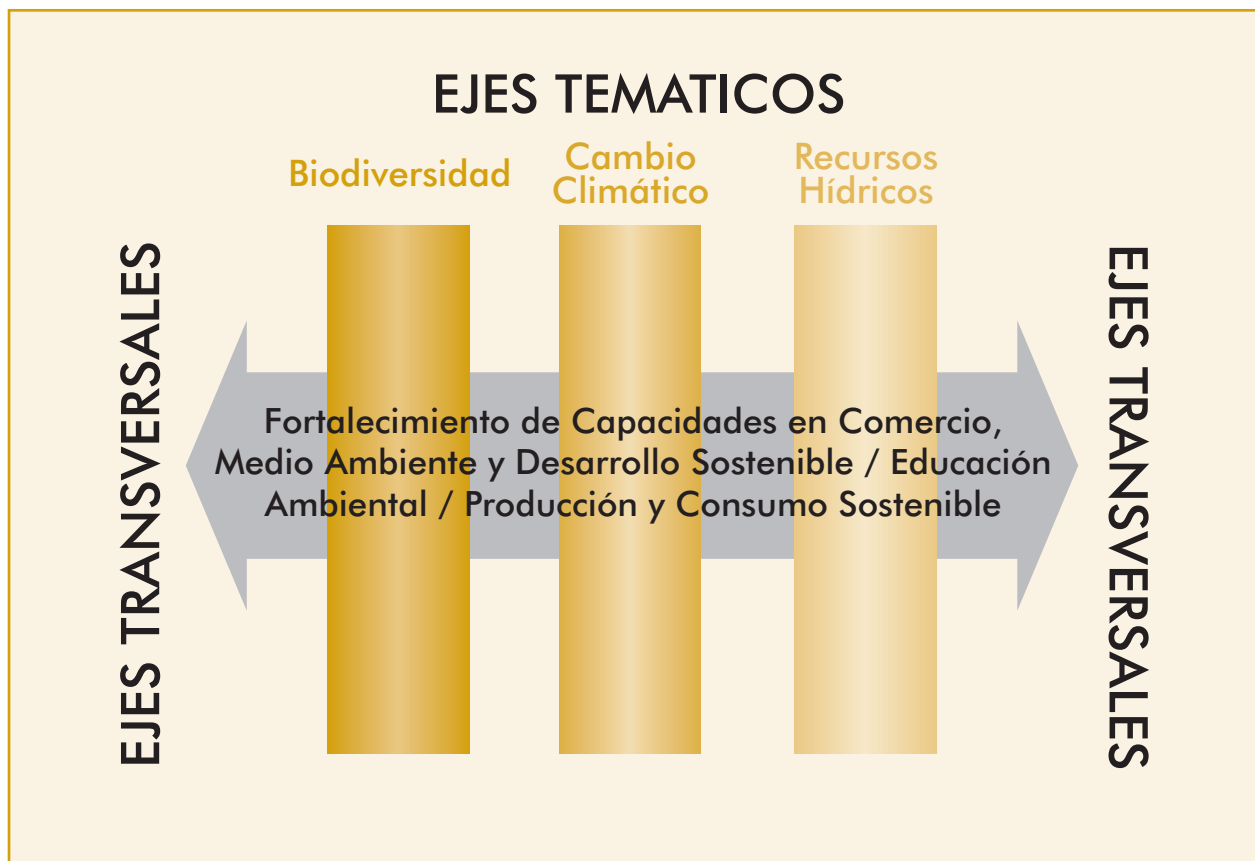 EJES TEMATICOS
Biodiversidad
Cambio
Climático
Recursos
Hídricos
EJES TRANSVERSALES
Fortalecimiento de Capacidades en Comercio,
Medio Ambiente y Desarrollo Sostenible / Educación
Ambiental / Producción y Consumo Sostenible
EJES TRANSVERSALES